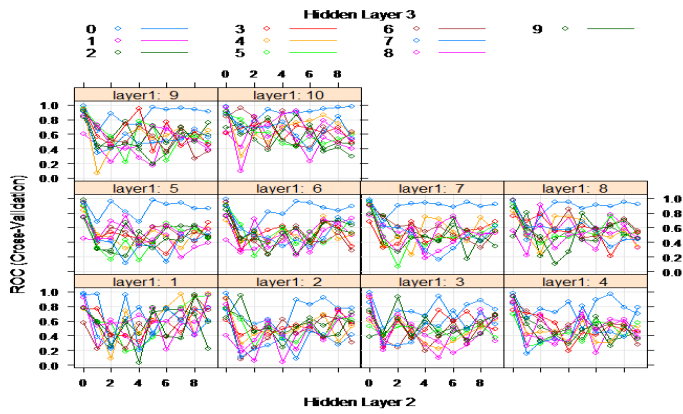 Hidden Layer 3
0 3 6 9
1 4 7
2 5 8
0 2 4 6 8
layer1: 9 layer1: 10
1.0
0.8
0.6
0.4
0.2
0.0
layer1: 5 layer1: 6 layer1: 7 layer1: 8
1.0
0.8
0.6
0.4
0.2
0.0
layer1: 1 layer1: 2 layer1: 3 layer1: 4
1.0
0.8
0.6
0.4
0.2
0.0
0 2 4 6 8 0 2 4 6 8
ROC (Cross-Validation)
Hidden Layer 2